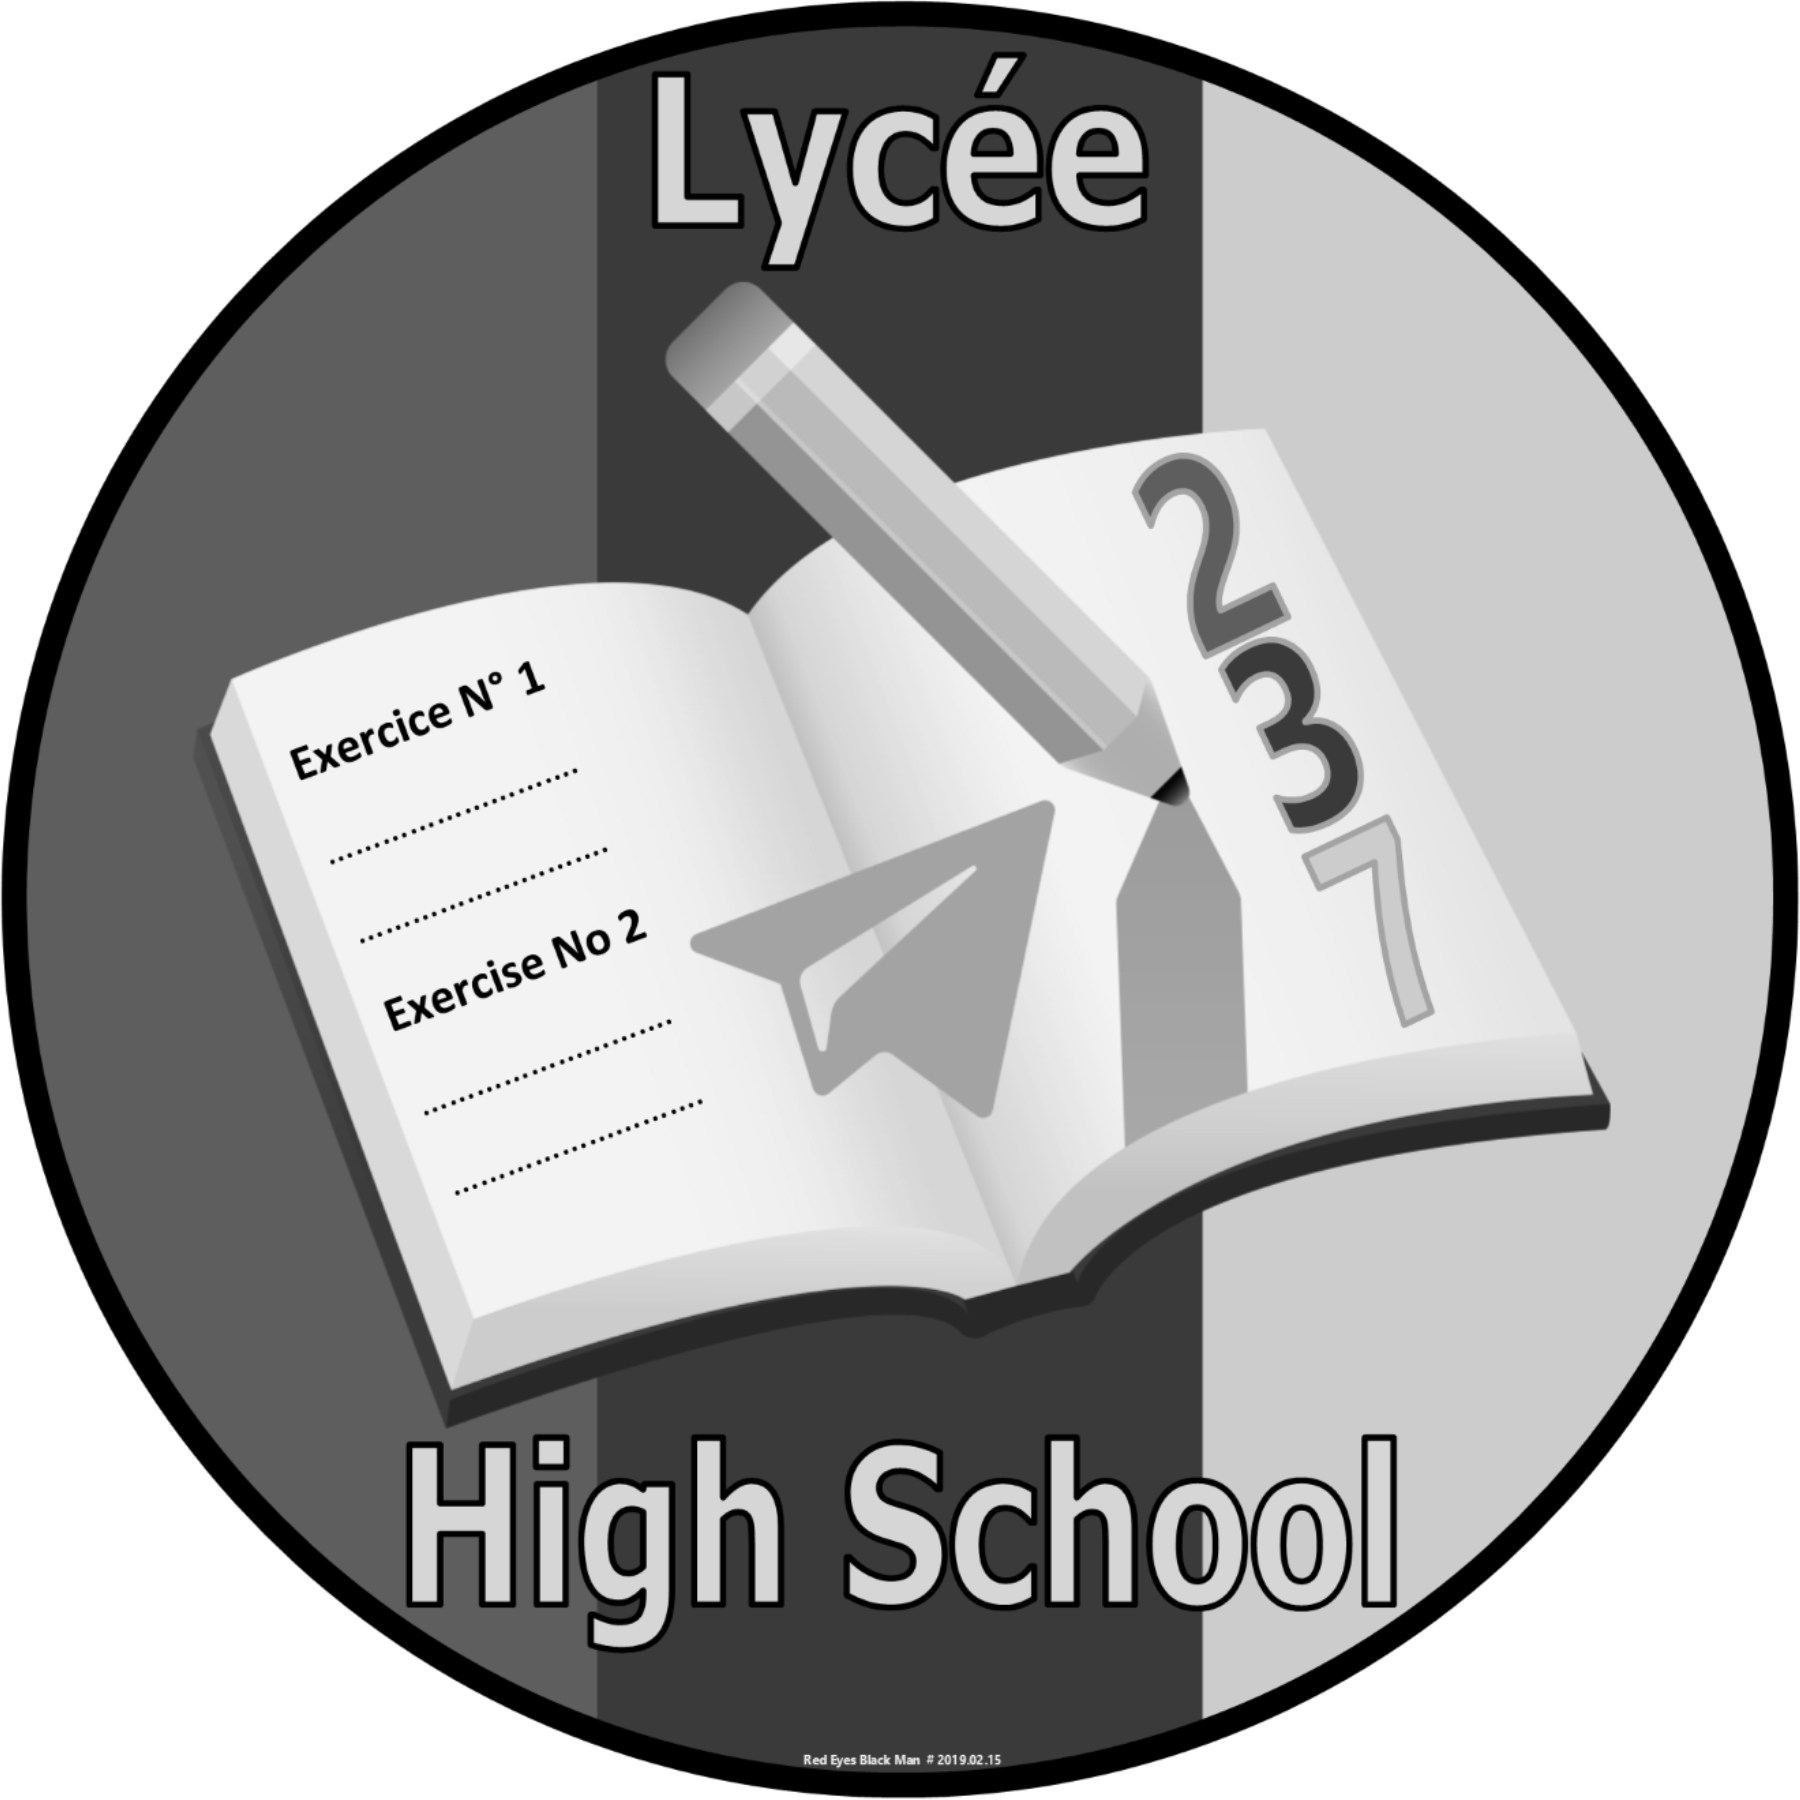 Lycée
Exercice N° 1
..............................
..............................
Exercise No 2
..............................
..............................
237
High School
Red Eyes Black Man # 2019.02.15